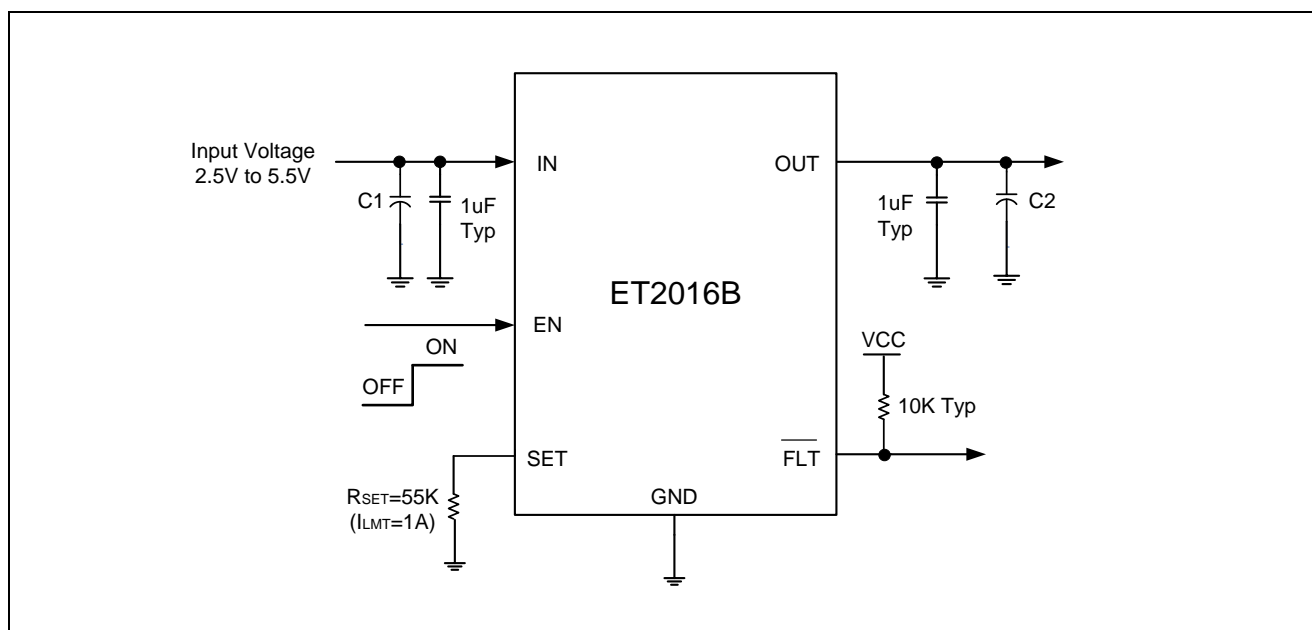 Input Voltage
2.5V to 5.5V
C1
1uF
Typ
IN
OUT
1uF
Typ
C2
ET2016B
EN
ON
OFF
VCC
10K Typ
SET
FLT
RSET=55K
(ILMT=1A)
GND